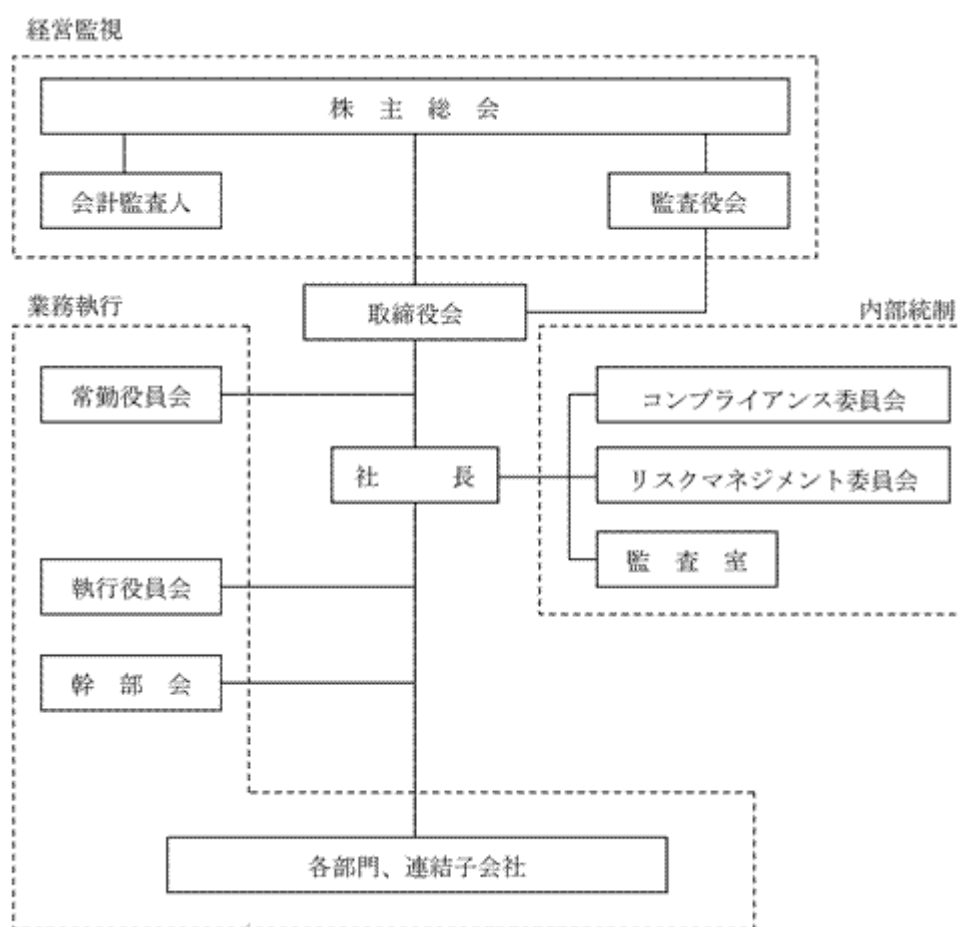 経営監視
株主総会
会計監査人
監査役会
取締役会
業務執行
内部統制
常勤役員会
コンプライアンス委員会
社長
リスクマネジメント委員会
監査室
執行役員会
幹部会
各部門、連結子会社